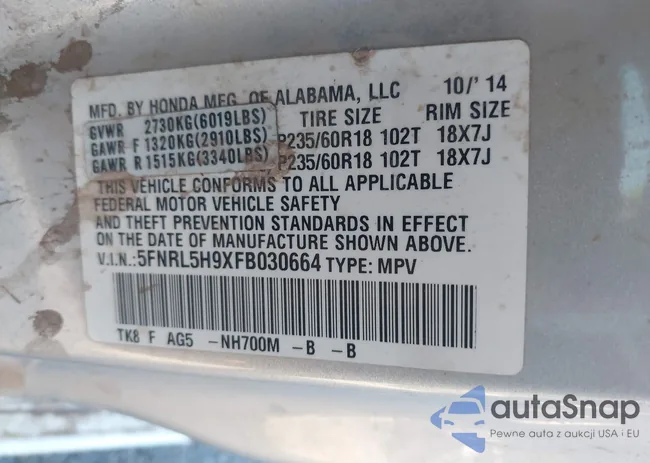 MFD. BY HONDA MFG. OF ALABAMA, LLC 10/'14
GVWR 2730KG(6019LBS) TIRE SIZE RIM SIZE
GAWR F 1320KG(2910LBS) P235/60R18 102T 18X7J
GAWR R 1515KG(3340LBS) P235/60R18 102T 18X7J
THIS VEHICLE CONFORMS TO ALL APPLICABLE
FEDERAL MOTOR VEHICLE SAFETY
AND THEFT PREVENTION STANDARDS IN EFFECT
ON THE DATE OF MANUFACTURE SHOWN ABOVE.
V.I.N.:5FNRL5H9XFB030664 TYPE: MPV
TK8 F AG5 -NH700M -B -B
autaSnap
Pewne auta z aukcji USA i EU